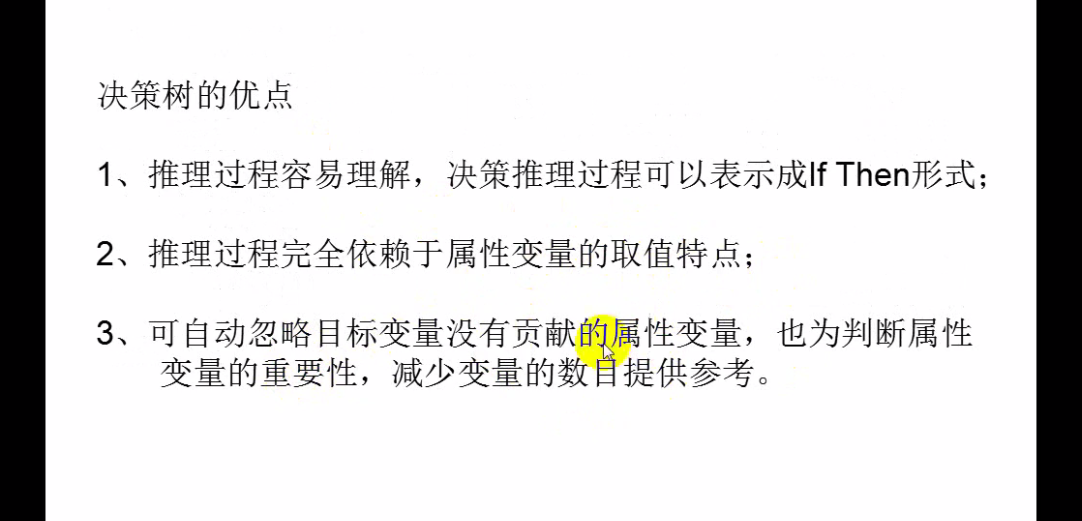 决策树的优点
1、推理过程容易理解，决策推理过程可以表示成If Then形式；
2、推理过程完全依赖于属性变量的取值特点；
3、可自动忽略目标变量没有贡献的属性变量，也为判断属性
变量的重要性，减少变量的数目提供参考。